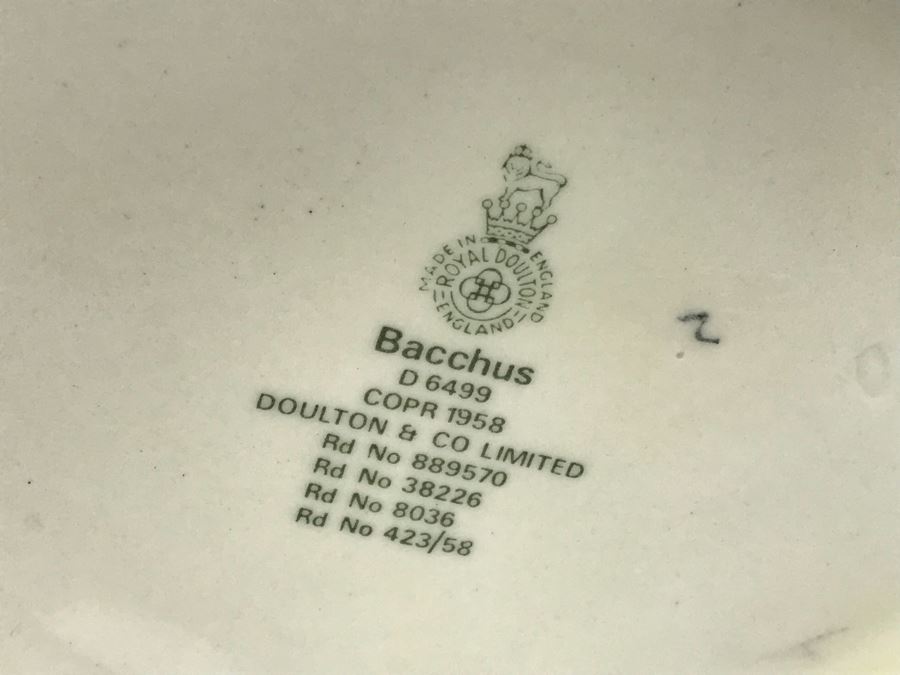 MADE IN ENGLAND
ROYAL DOULTON
ENGLAND
Bacchus
D 6499
COPR 1958
DOULTON & CO LIMITED
Rd No 889570
Rd No 38226
Rd No 8036
Rd No 423/58
2